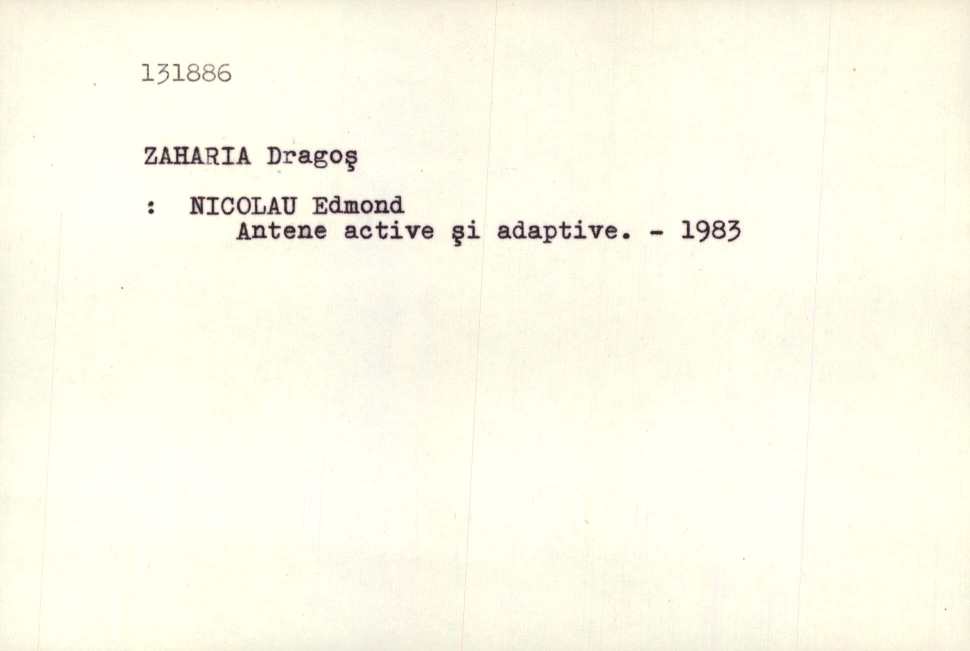 131886
ZAHARIA Dragoş
: NICOLAU Edmond
Antene active şi adaptive. - 1983